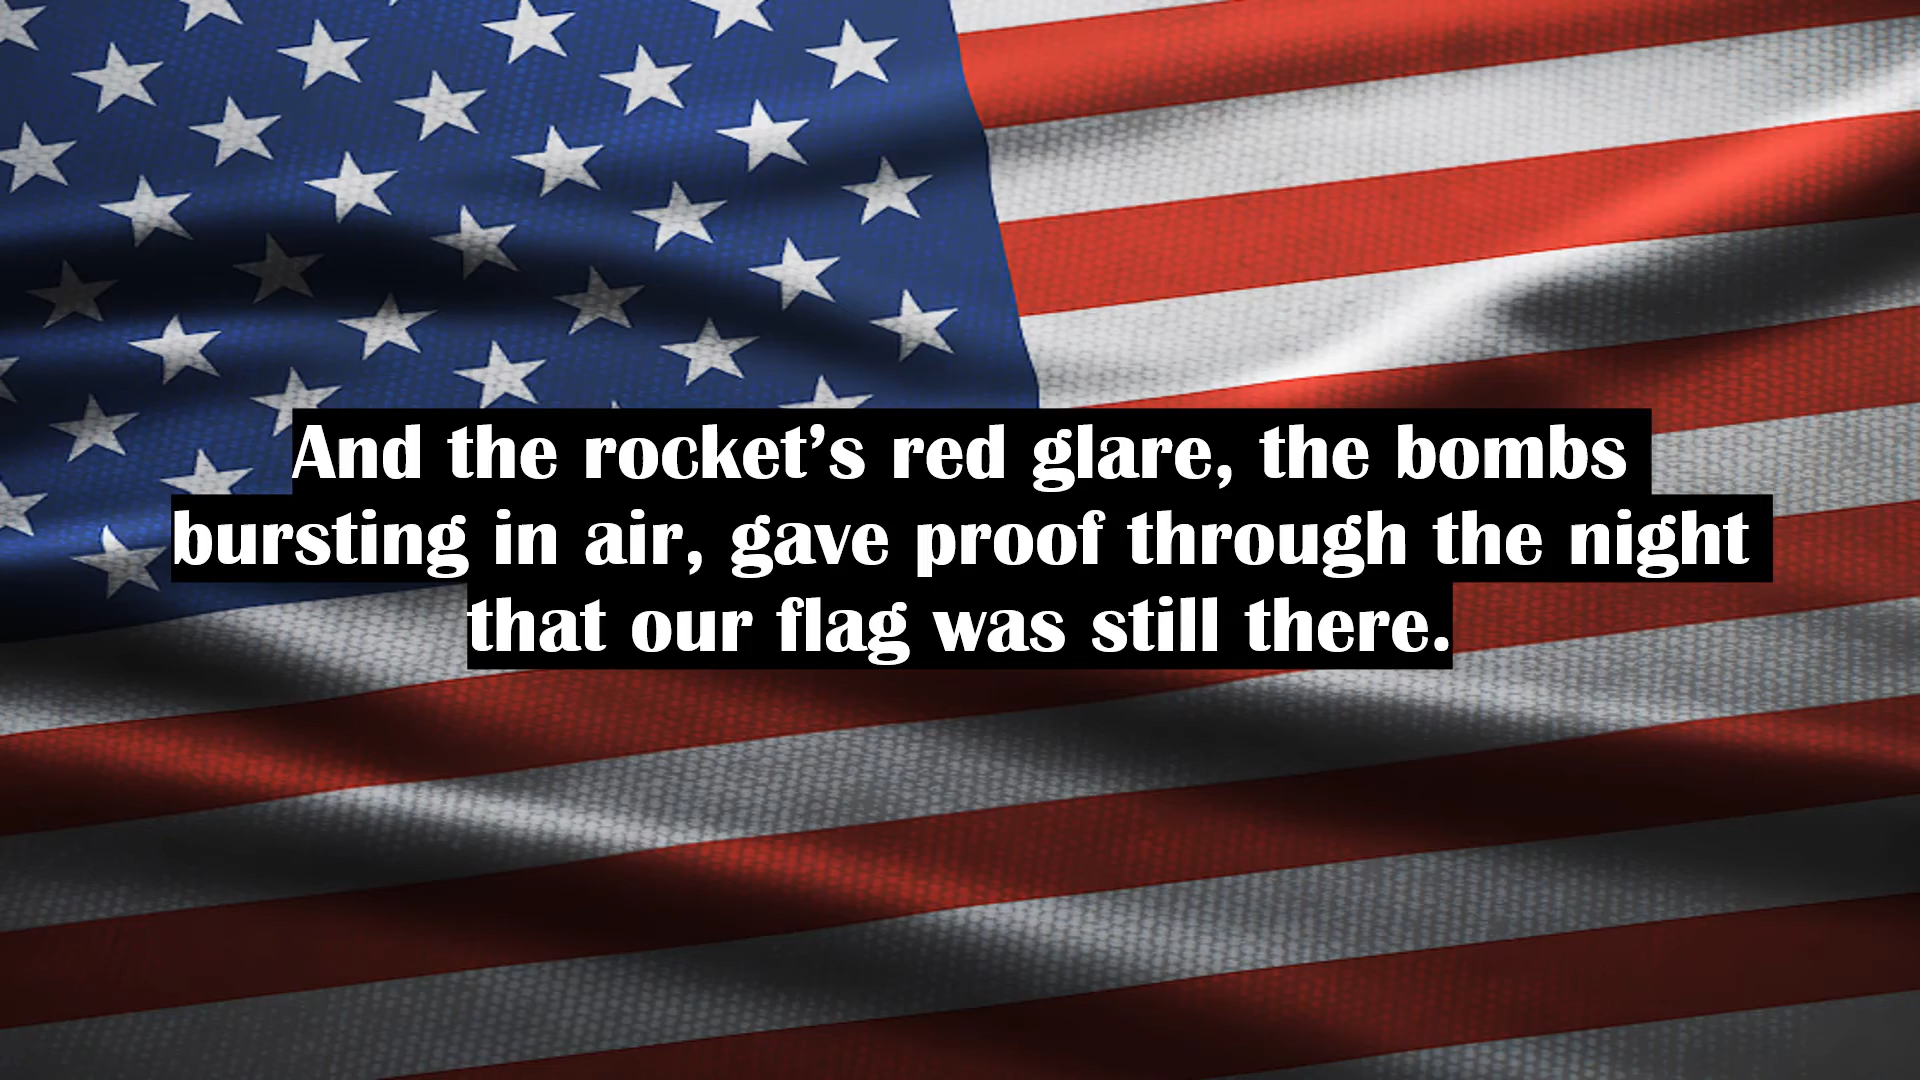 And the rocket’s red glare, the bombs
bursting in air, gave proof through the night
that our flag was still there.